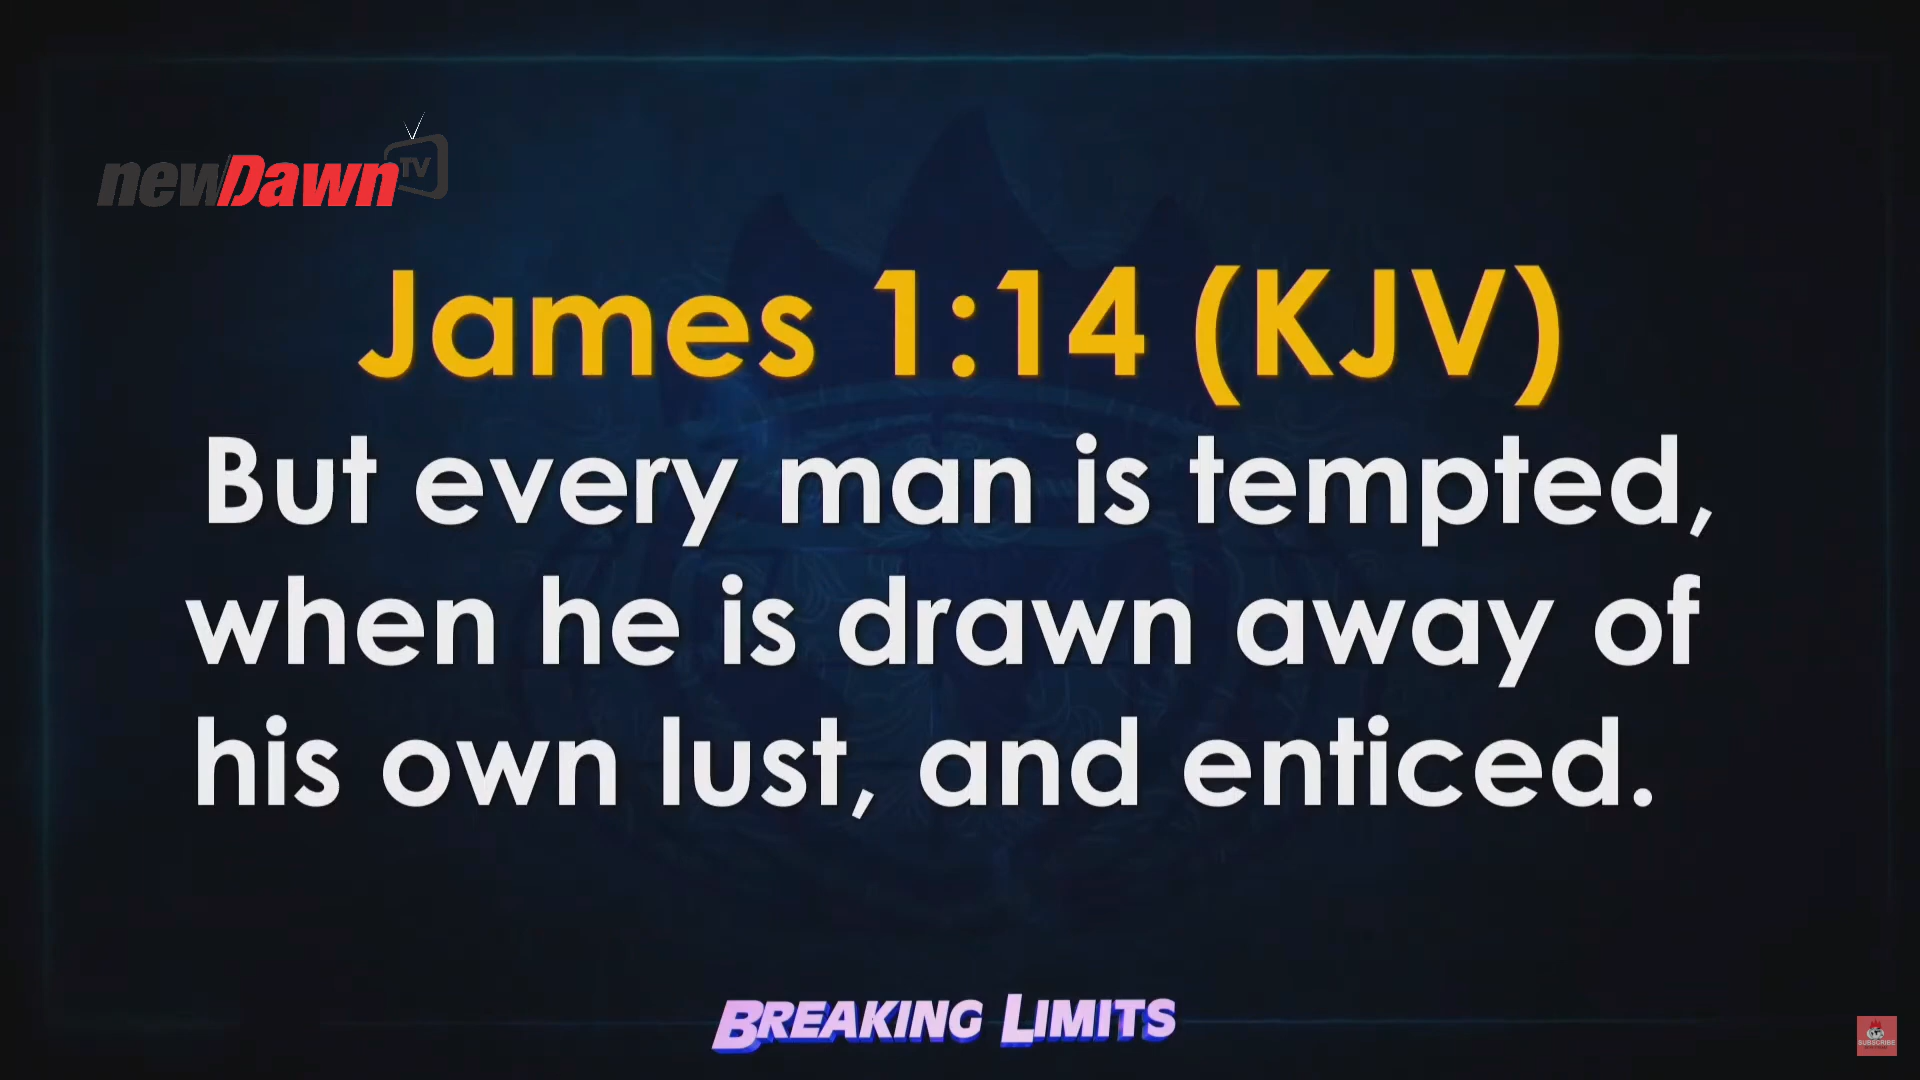 newDawn TV
James 1:14 (KJV)
But every man is tempted,
when he is drawn away of
his own lust, and enticed.
BREAKING LIMITS
SUBSCRIBE